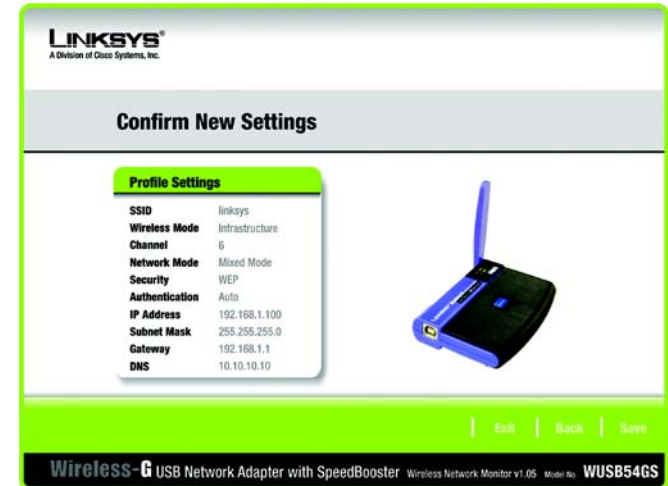 LINKSYS®
A Division of Cisco Systems, Inc.
Confirm New Settings
Profile Settings
SSID linksys
Wireless Mode Infrastructure
Channel 6
Network Mode Mixed Mode
Security WEP
Authentication Auto
IP Address 192.168.1.100
Subnet Mask 255.255.255.0
Gateway 192.168.1.1
DNS 10.10.10.10
Exit Back Save
Wireless-G USB Network Adapter with SpeedBooster Wireless Network Monitor v1.05 Model No. WUSB54GS